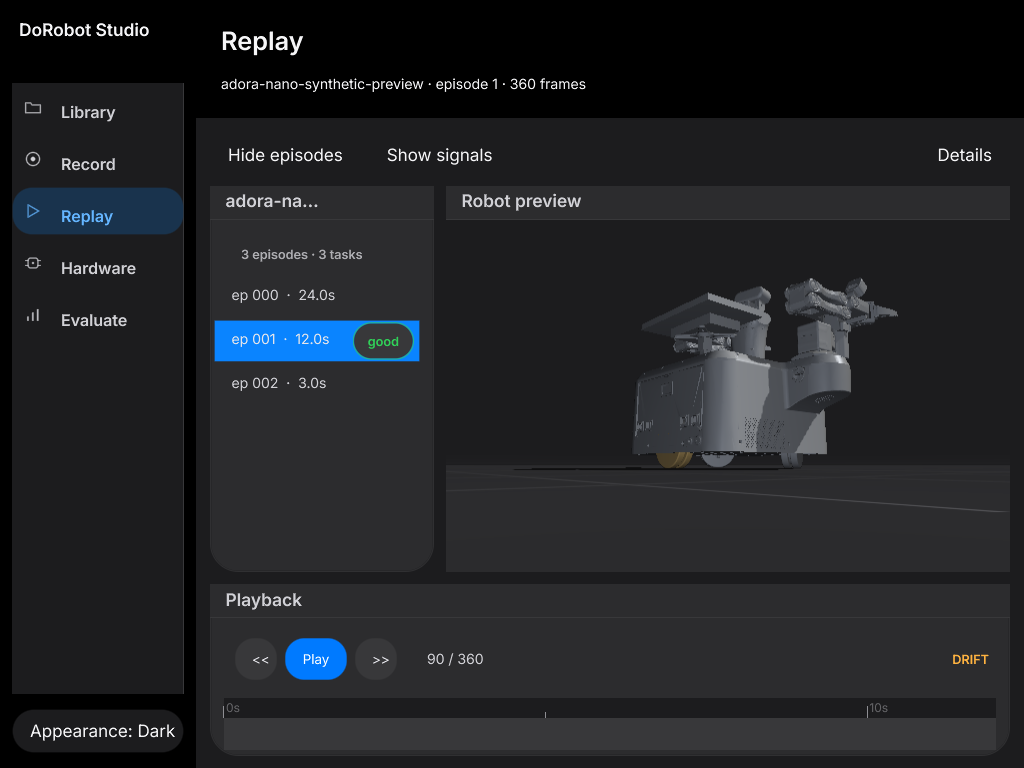 DoRobot Studio
Library
Record
Replay
Hardware
Evaluate
Appearance: Dark
Replay
adora-nano-synthetic-preview · episode 1 · 360 frames
Hide episodes
Show signals
Details
adora-na...
3 episodes · 3 tasks
ep 000 · 24.0s
ep 001 · 12.0s good
ep 002 · 3.0s
Robot preview
Playback
<< Play >> 90 / 360 DRIFT
0s 10s